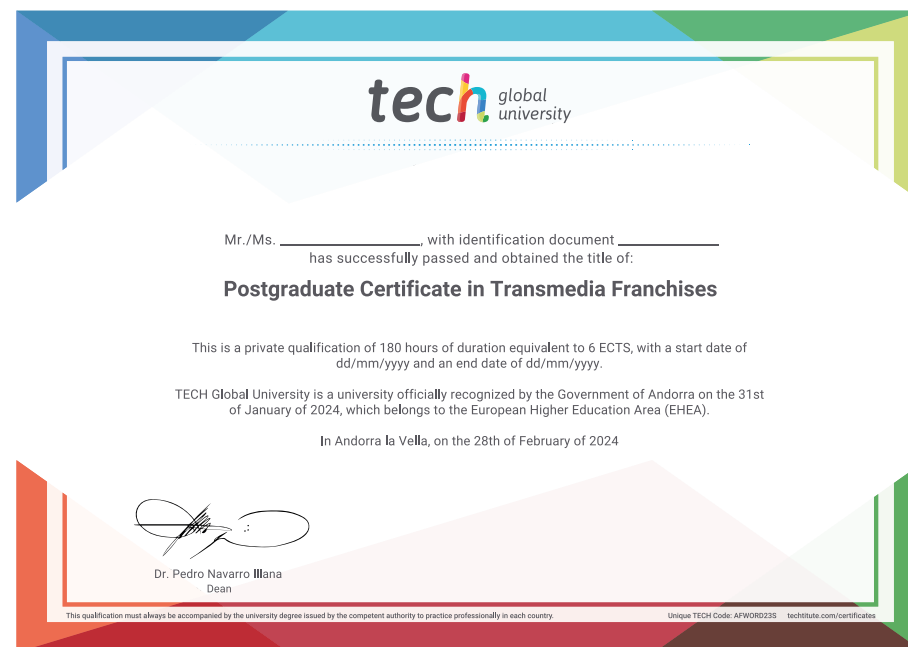 tech global university
Mr./Ms. ____________________, with identification document ______________
has successfully passed and obtained the title of:
Postgraduate Certificate in Transmedia Franchises
This is a private qualification of 180 hours of duration equivalent to 6 ECTS, with a start date of
dd/mm/yyyy and an end date of dd/mm/yyyy.
TECH Global University is a university officially recognized by the Government of Andorra on the 31st
of January of 2024, which belongs to the European Higher Education Area (EHEA).
In Andorra la Vella, on the 28th of February of 2024
Dr. Pedro Navarro Illana
Dean
This qualification must always be accompanied by the university degree issued by the competent authority to practice professionally in each country. Unique TECH Code: AFWORD23S techtitute.com/certificates